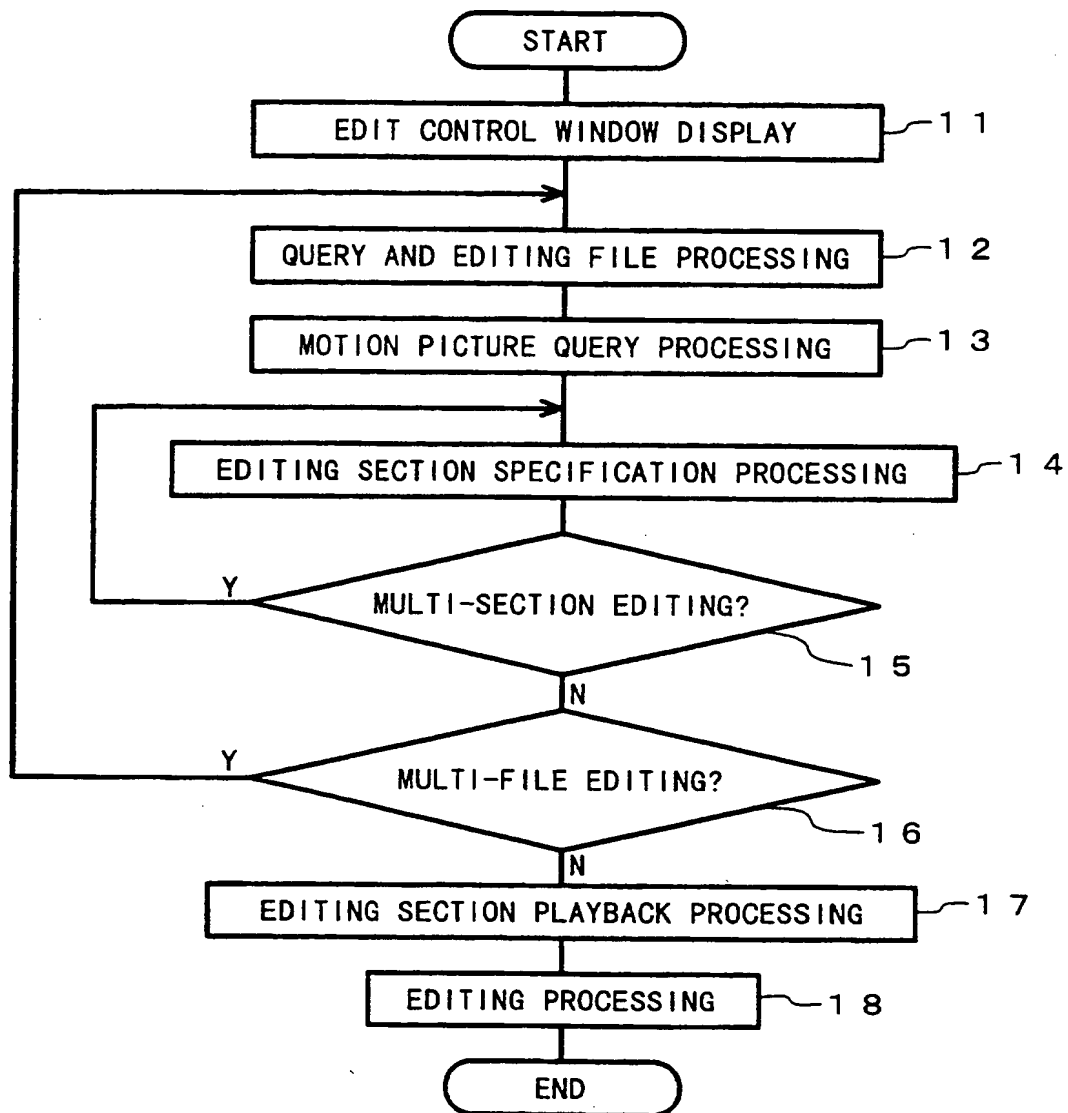 START
EDIT CONTROL WINDOW DISPLAY
11
QUERY AND EDITING FILE PROCESSING
12
MOTION PICTURE QUERY PROCESSING
13
EDITING SECTION SPECIFICATION PROCESSING
14
Y
MULTI-SECTION EDITING?
15
N
Y
MULTI-FILE EDITING?
16
N
EDITING SECTION PLAYBACK PROCESSING
17
EDITING PROCESSING
18
END